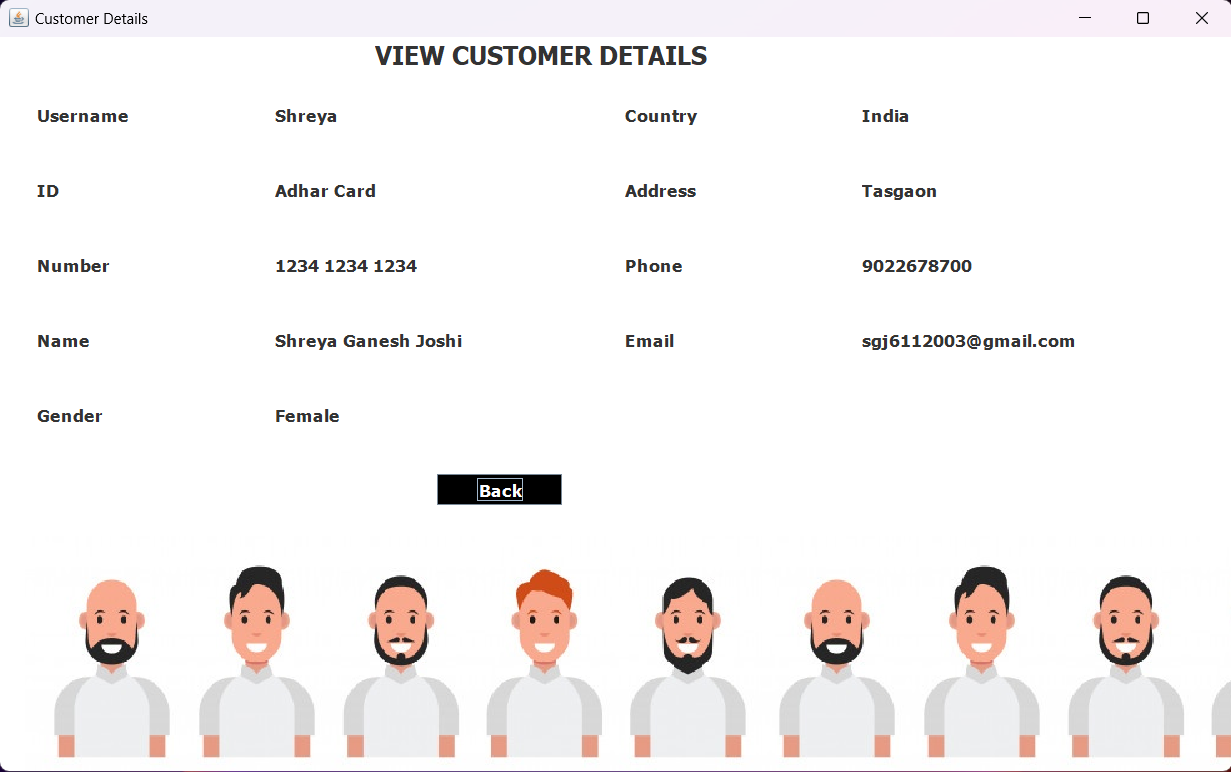 Customer Details
VIEW CUSTOMER DETAILS
Username Shreya Country India
ID Adhar Card Address Tasgaon
Number 1234 1234 1234 Phone 9022678700
Name Shreya Ganesh Joshi Email sgj6112003@gmail.com
Gender Female
Back